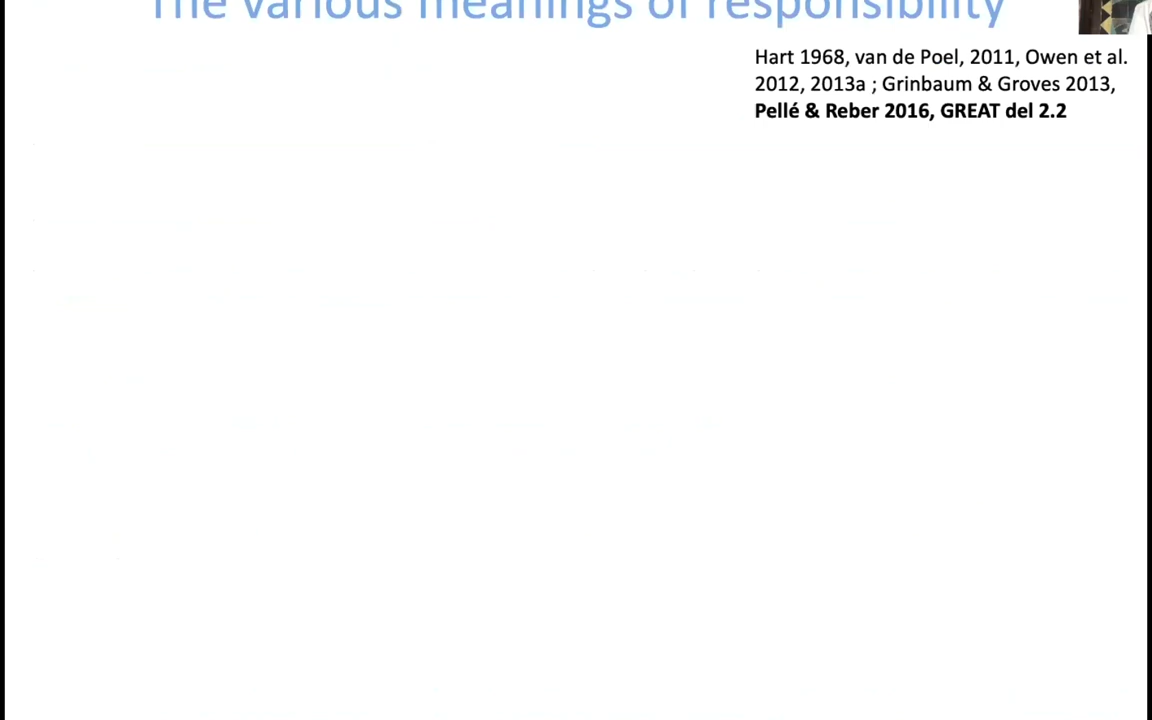 The various meanings of responsibility
Hart 1968, van de Poel, 2011, Owen et al.
2012, 2013a ; Grinbaum & Groves 2013,
Pellé & Reber 2016, GREAT del 2.2